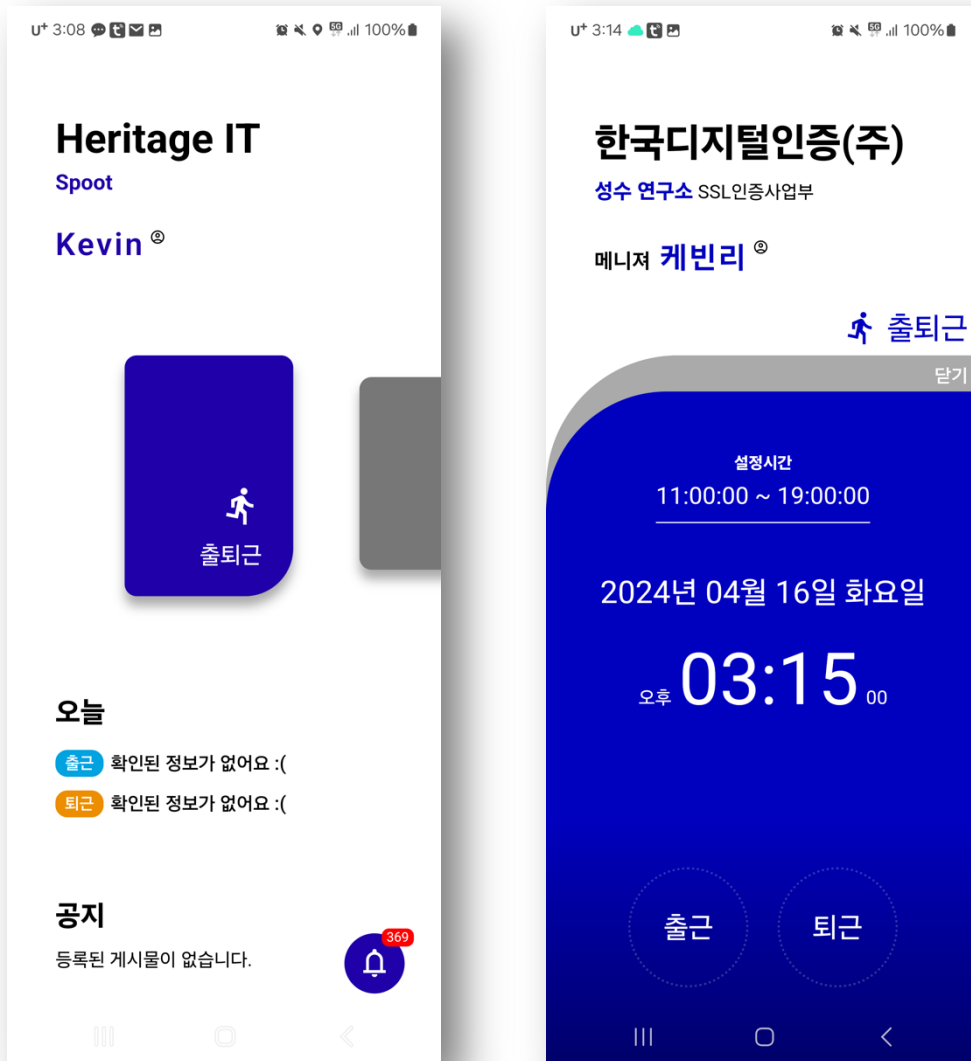 U+ 3:08
5G .ııl 100%
Heritage IT
Spoot
Kevin
출퇴근
오늘
출근 확인된 정보가 없어요 :(
퇴근 확인된 정보가 없어요 :(
공지
등록된 게시물이 없습니다.
369
U+ 3:14
5G .ııl 100%
한국디지털인증(주)
성수 연구소 SSL인증사업부
메니져 케빈리
출퇴근
닫기
설정시간
11:00:00 ~ 19:00:00
2024년 04월 16일 화요일
오후 03:15 00
출근
퇴근